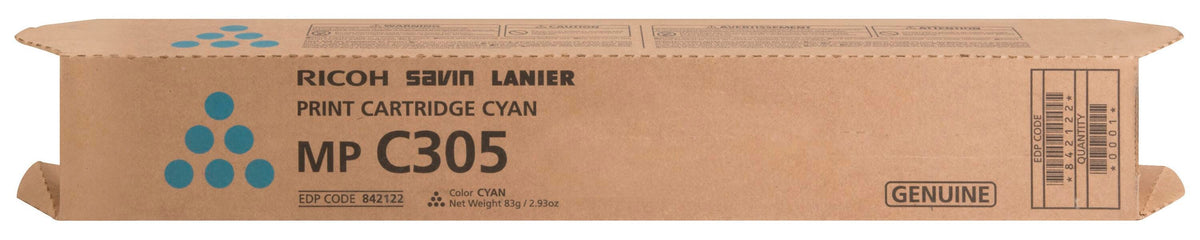 WARNING
CAUTION
AVERTISSEMENT
ATTENTION
RICOH savin LANIER
PRINT CARTRIDGE CYAN
MP C305
EDP CODE 842122
Color CYAN
Net Weight 83g / 2.93oz
GENUINE
EDP CODE
*842122*
QUANTITY
*0001*